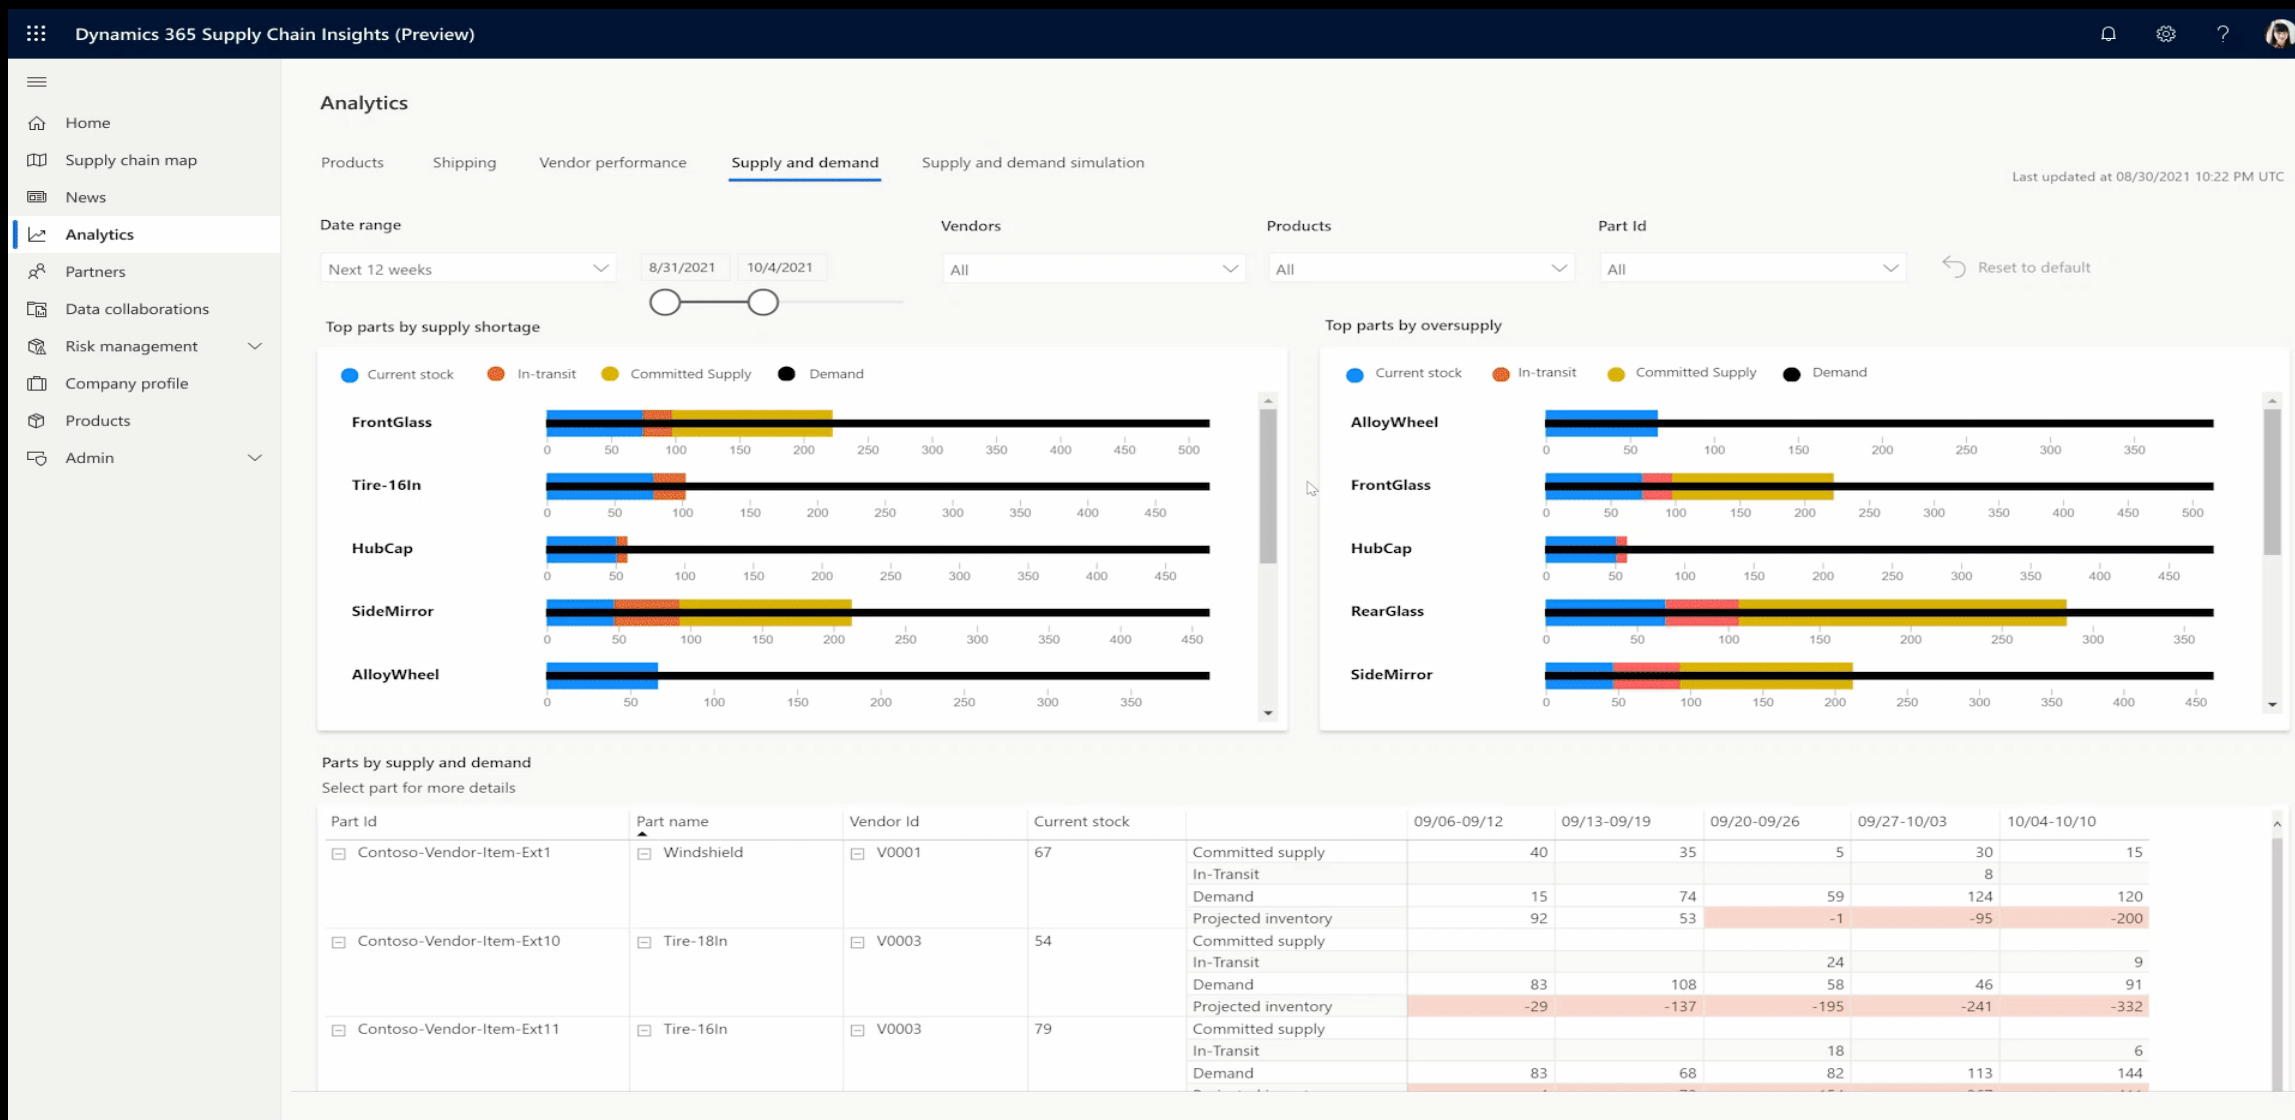 Dynamics 365 Supply Chain Insights (Preview)
Home
Supply chain map
News
Analytics
Partners
Data collaborations
Risk management
Company profile
Products
Admin
Analytics
Products Shipping Vendor performance Supply and demand Supply and demand simulation
Last updated at 08/30/2021 10:22 PM UTC
Date range Vendors Products Part Id
Next 12 weeks 8/31/2021 10/4/2021 All All All Reset to default
Top parts by supply shortage
Current stock In-transit Committed Supply Demand
FrontGlass
0 50 100 150 200 250 300 350 400 450 500
Tire-16In
0 50 100 150 200 250 300 350 400 450
HubCap
0 50 100 150 200 250 300 350 400 450
SideMirror
0 50 100 150 200 250 300 350 400 450
AlloyWheel
0 50 100 150 200 250 300 350
Top parts by oversupply
Current stock In-transit Committed Supply Demand
AlloyWheel
0 50 100 150 200 250 300 350
FrontGlass
0 50 100 150 200 250 300 350 400 450 500
HubCap
0 50 100 150 200 250 300 350 400 450
RearGlass
0 50 100 150 200 250 300 350
SideMirror
0 50 100 150 200 250 300 350 400 450
Parts by supply and demand
Select part for more details
Part Id Part name Vendor Id Current stock 09/06-09/12 09/13-09/19 09/20-09/26 09/27-10/03 10/04-10/10
Contoso-Vendor-Item-Ext1 Windshield V0001 67 Committed supply 40 35 5 30 15
In-Transit 8
Demand 15 74 59 124 120
Projected inventory 92 53 -1 -95 -200
Contoso-Vendor-Item-Ext10 Tire-18In V0003 54 Committed supply
In-Transit 24 9
Demand 83 108 58 46 91
Projected inventory -29 -137 -195 -241 -332
Contoso-Vendor-Item-Ext11 Tire-16In V0003 79 Committed supply
In-Transit 18 6
Demand 83 68 82 113 144